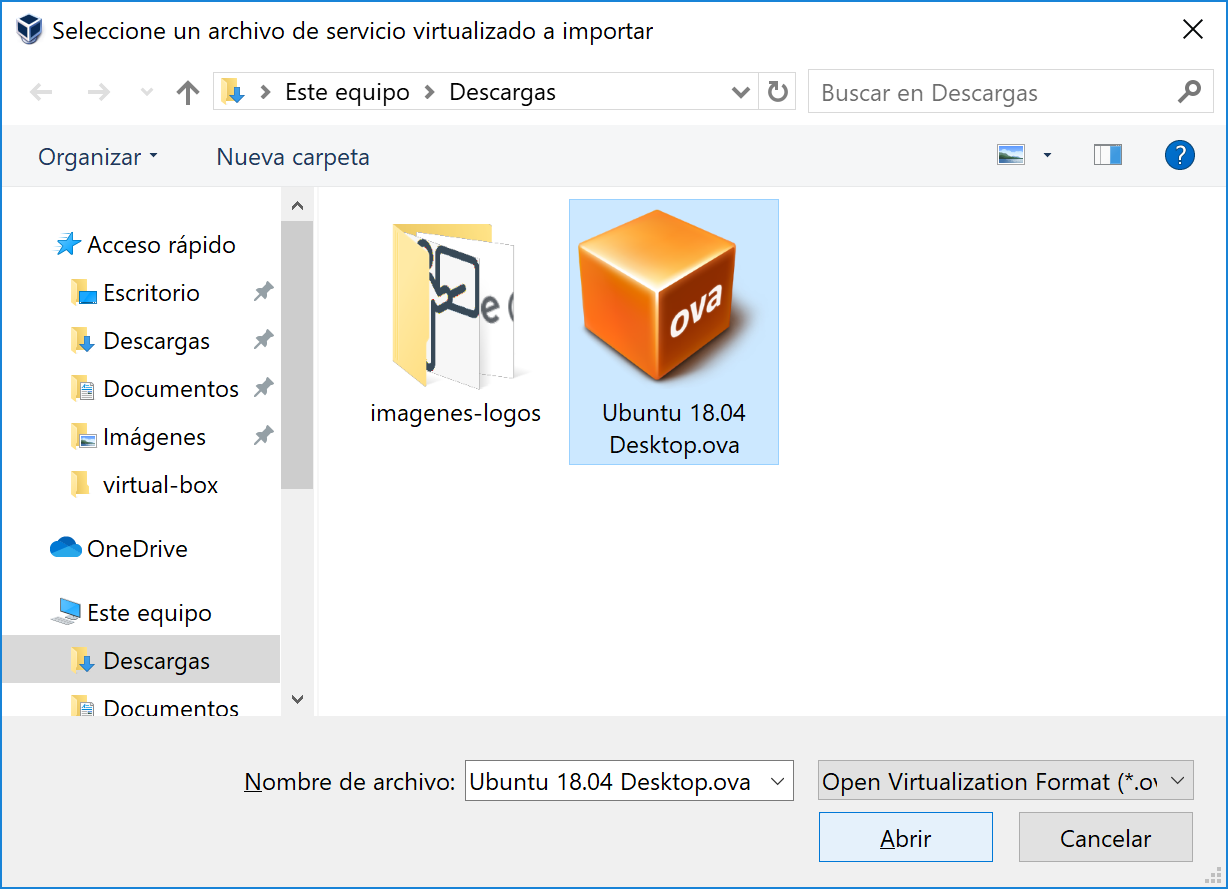 Seleccione un archivo de servicio virtualizado a importar
Este equipo Descargas
Buscar en Descargas
Organizar
Nueva carpeta
?
Acceso rápido
Escritorio
Descargas
Documentos
Imágenes
virtual-box
OneDrive
Este equipo
Descargas
Documentos
imagenes-logos
ova
Ubuntu 18.04
Desktop.ova
Nombre de archivo: Ubuntu 18.04 Desktop.ova
Open Virtualization Format (*.ov
Abrir
Cancelar